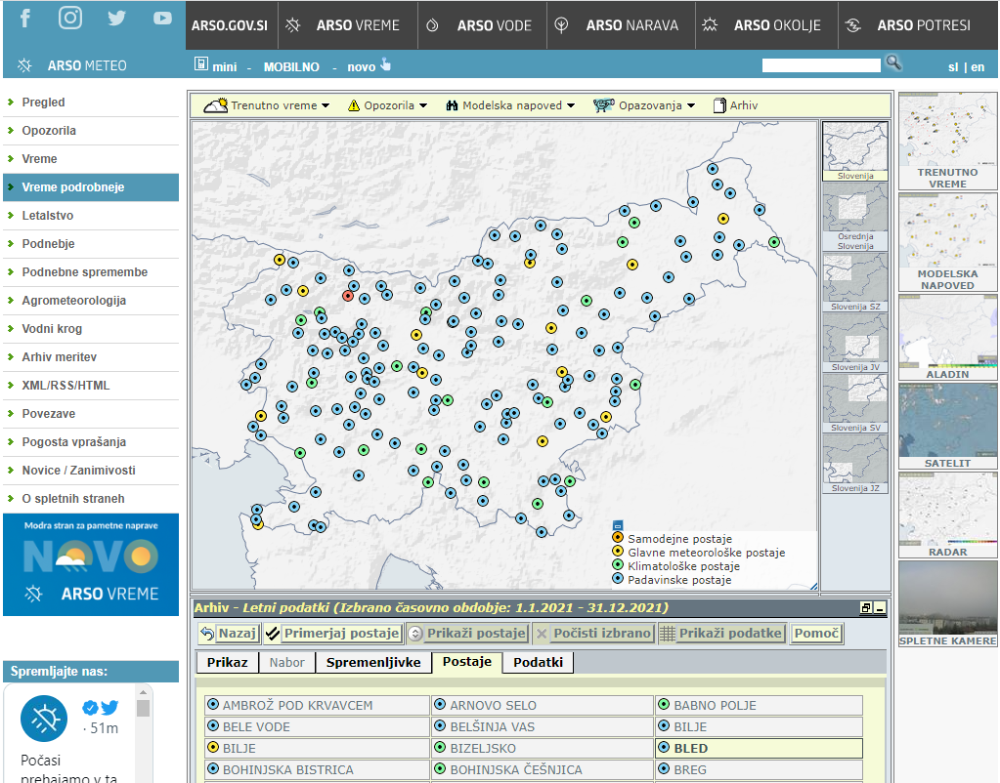 ARSO.GOV.SI
ARSO VREME
ARSO VODE
ARSO NARAVA
ARSO OKOLJE
ARSO POTRESI
ARSO METEO
mini - MOBILNO - novo
sl | en
Pregled
Opozorila
Vreme
Vreme podrobneje
Letalstvo
Podnebje
Podnebne spremembe
Agrometeorologija
Vodni krog
Arhiv meritev
XML/RSS/HTML
Povezave
Pogosta vprašanja
Novice / Zanimivosti
O spletnih straneh
Modra stran za pametne naprave
NOVO
ARSO VREME
Spremljajte nas:
· 51m
Počasi
prehajamo v ta
Trenutno vreme
Opozorila
Modelska napoved
Opazovanja
Arhiv
Samodejne postaje
Glavne meteorološke postaje
Klimatološke postaje
Padavinske postaje
Slovenija
Osrednja
Slovenija
Slovenija SZ
Slovenija JV
Slovenija SV
Slovenija JZ
TRENUTNO
VREME
MODELSKA
NAPOVED
ALADIN
SATELIT
RADAR
SPLETNE KAMERE
Arhiv - Letni podatki (Izbrano časovno obdobje: 1.1.2021 - 31.12.2021)
Nazaj
Primerjaj postaje
Prikaži postaje
Počisti izbrano
Prikaži podatke
Pomoč
Prikaz
Nabor
Spremenljivke
Postaje
Podatki
AMBROŽ POD KRVAVCEM
ARNOVO SELO
BABNO POLJE
BELE VODE
BELŠINJA VAS
BILJE
BILJE
BIZELJSKO
BLED
BOHINJSKA BISTRICA
BOHINJSKA ČEŠNJICA
BREG